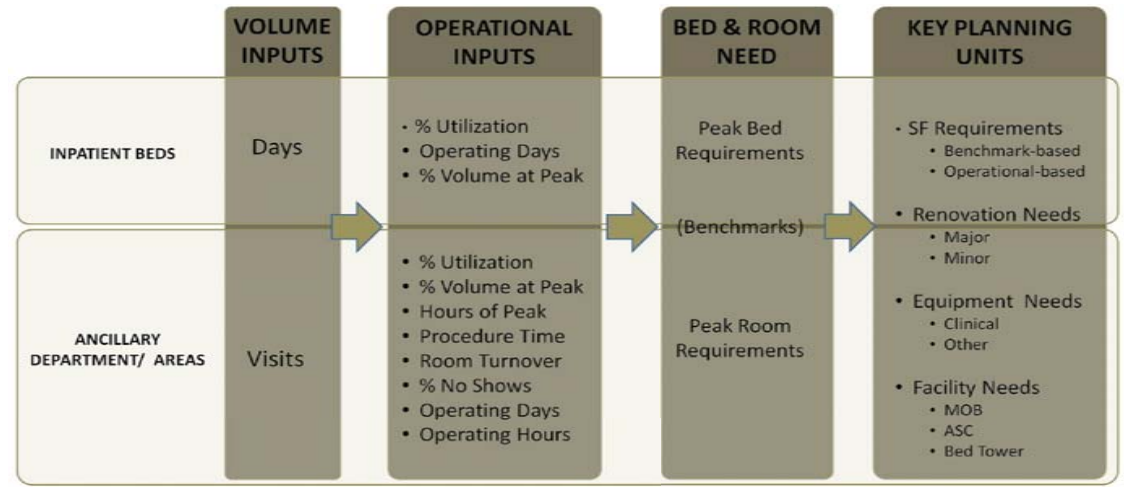 VOLUME
INPUTS
OPERATIONAL
INPUTS
BED & ROOM
NEED
KEY PLANNING
UNITS
INPATIENT BEDS
Days
• % Utilization
• Operating Days
• % Volume at Peak
Peak Bed
Requirements
(Benchmarks)
• SF Requirements
• Benchmark-based
• Operational-based
• Renovation Needs
• Major
• Minor
ANCILLARY
DEPARTMENT/ AREAS
Visits
• % Utilization
• % Volume at Peak
• Hours of Peak
• Procedure Time
• Room Turnover
• % No Shows
• Operating Days
• Operating Hours
Peak Room
Requirements
• Equipment Needs
• Clinical
• Other
• Facility Needs
• MOB
• ASC
• Bed Tower